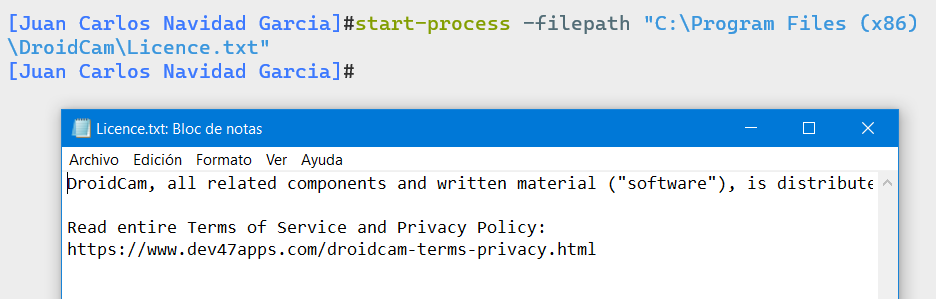 [Juan Carlos Navidad Garcia]#start-process -filepath "C:\Program Files (x86)
\DroidCam\Licence.txt"
[Juan Carlos Navidad Garcia]#
Licence.txt: Bloc de notas
Archivo Edición Formato Ver Ayuda
DroidCam, all related components and written material ("software"), is distribute
Read entire Terms of Service and Privacy Policy:
https://www.dev47apps.com/droidcam-terms-privacy.html